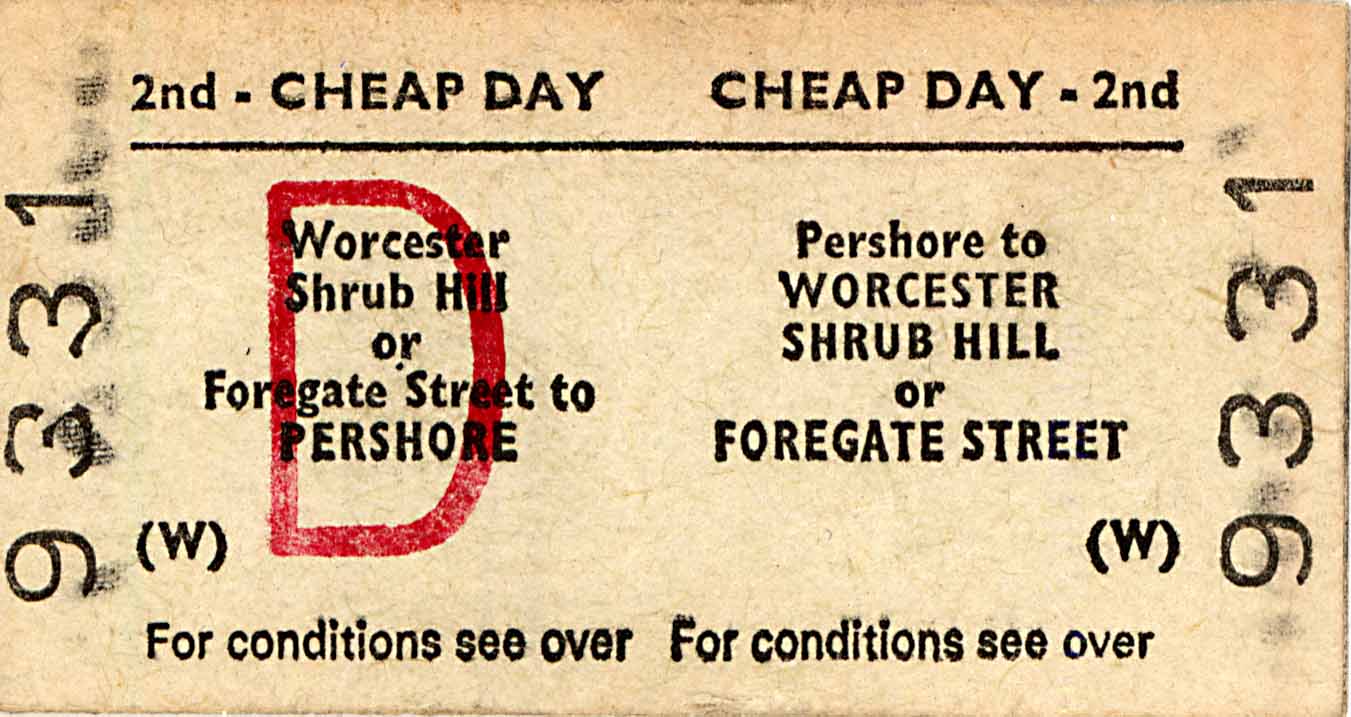 2nd - CHEAP DAY CHEAP DAY - 2nd
Worcester
Shrub Hill
or
Foregate Street to
PERSHORE
(W)
For conditions see over
Pershore to
WORCESTER
SHRUB HILL
or
FOREGATE STREET
(W)
For conditions see over
D
9331
9331